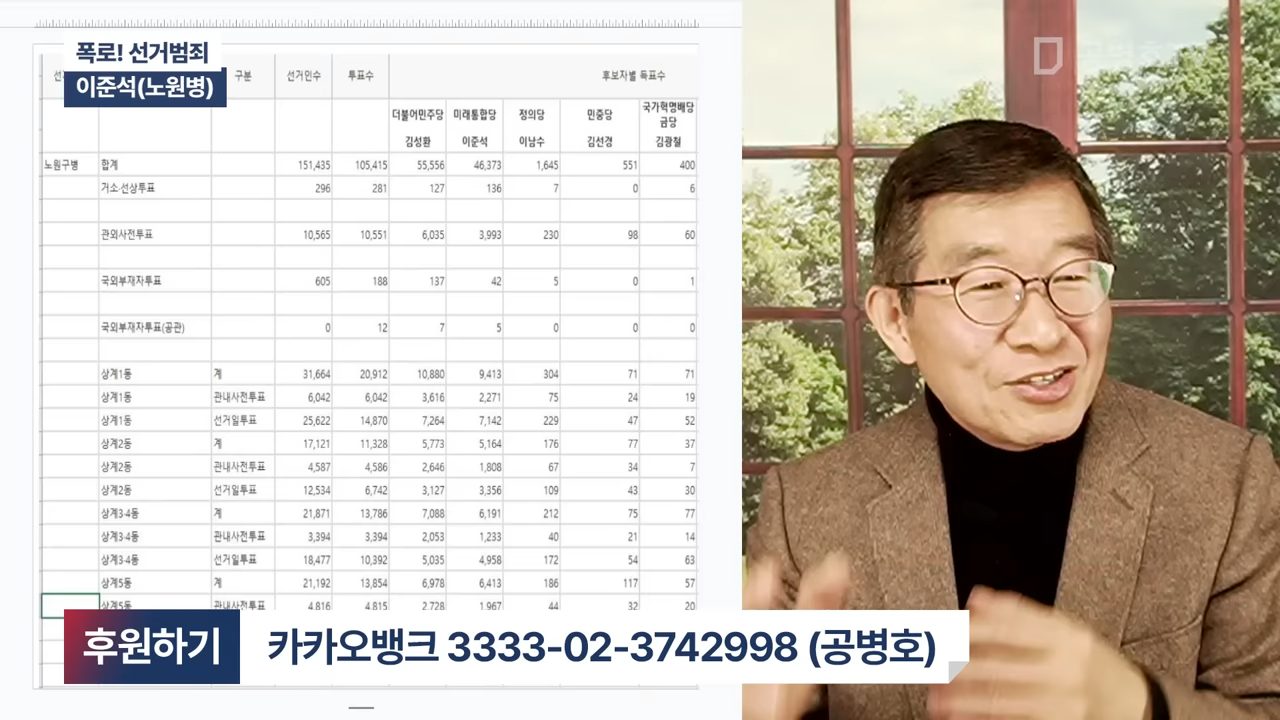 폭로! 선거범죄
이준석(노원병)
구분 선거인수 투표수 후보자별 득표수
더불어민주당 미래통합당 정의당 민중당 국가혁명배당
금당
김성환 이준석 이남수 김선경 김광철
노원구병 합계 151,435 105,415 55,556 46,373 1,645 551 400
거소·선상투표 296 281 127 136 7 0 6
관외사전투표 10,565 10,551 6,035 3,993 230 98 60
국외부재자투표 605 188 137 42 5 0 1
국외부재자투표(공관) 0 12 7 5 0 0 0
상계1동 계 31,664 20,912 10,880 9,413 304 71 71
상계1동 관내사전투표 6,042 6,042 3,616 2,271 75 24 19
상계1동 선거일투표 25,622 14,870 7,264 7,142 229 47 52
상계2동 계 17,121 11,328 5,773 5,164 176 77 37
상계2동 관내사전투표 4,587 4,586 2,646 1,808 67 34 7
상계2동 선거일투표 12,534 6,742 3,127 3,356 109 43 30
상계3·4동 계 21,871 13,786 7,088 6,191 212 75 77
상계3·4동 관내사전투표 3,394 3,394 2,053 1,233 40 21 14
상계3·4동 선거일투표 18,477 10,392 5,035 4,958 172 54 63
상계5동 계 21,192 13,854 6,978 6,413 186 117 57
상계5동 관내사전투표 4,816 4,815 2,728 1,967 44 32 20
후원하기 카카오뱅크 3333-02-3742998 (공병호)